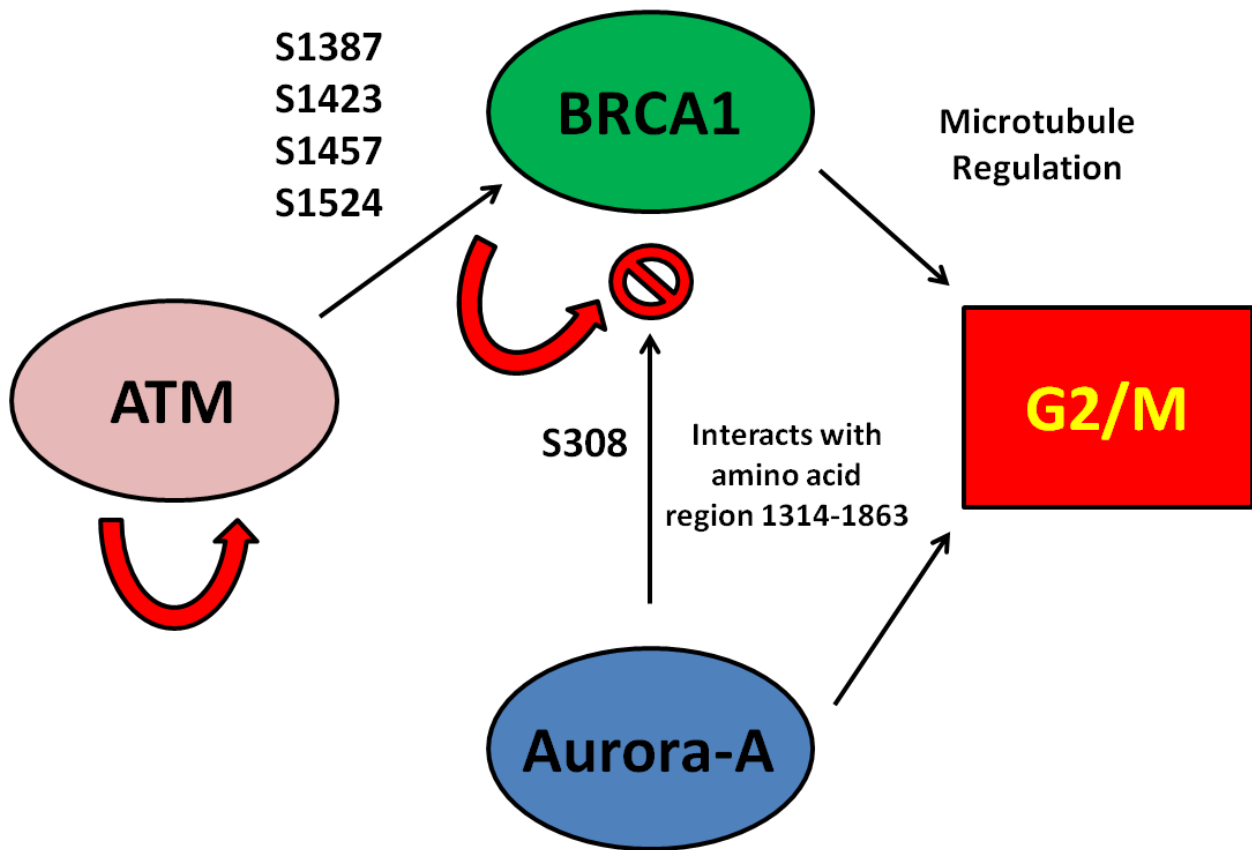 S1387
S1423
S1457
S1524
BRCA1
Microtubule
Regulation
ATM
G2/M
S308
Interacts with
amino acid
region 1314-1863
Aurora-A